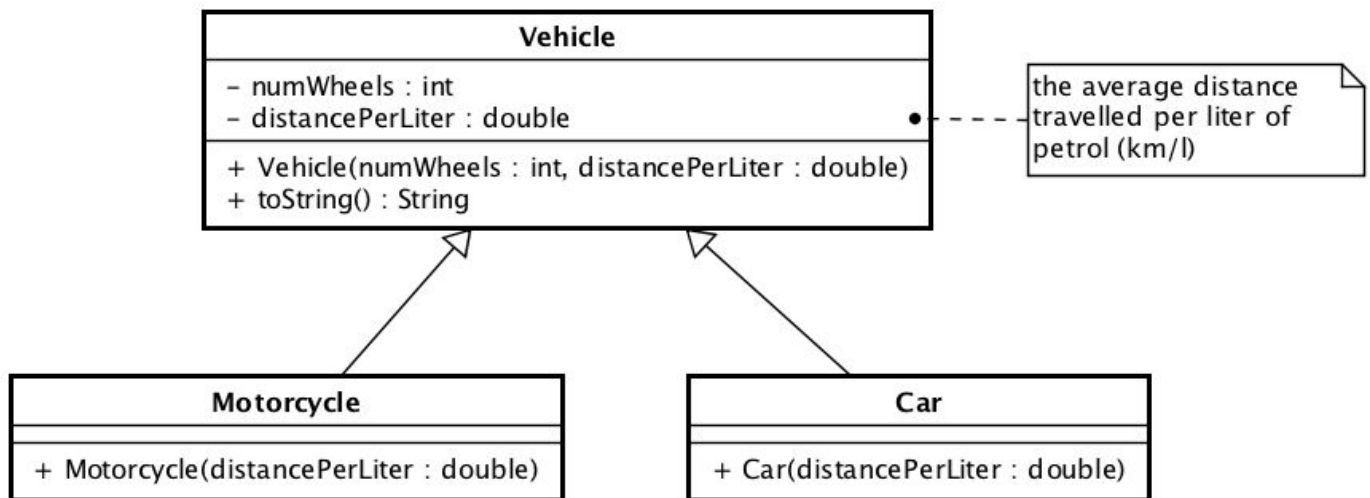 Vehicle
- numWheels : int
- distancePerLiter : double
+ Vehicle(numWheels : int, distancePerLiter : double)
+ toString() : String
the average distance
travelled per liter of
petrol (km/l)
Motorcycle
+ Motorcycle(distancePerLiter : double)
Car
+ Car(distancePerLiter : double)